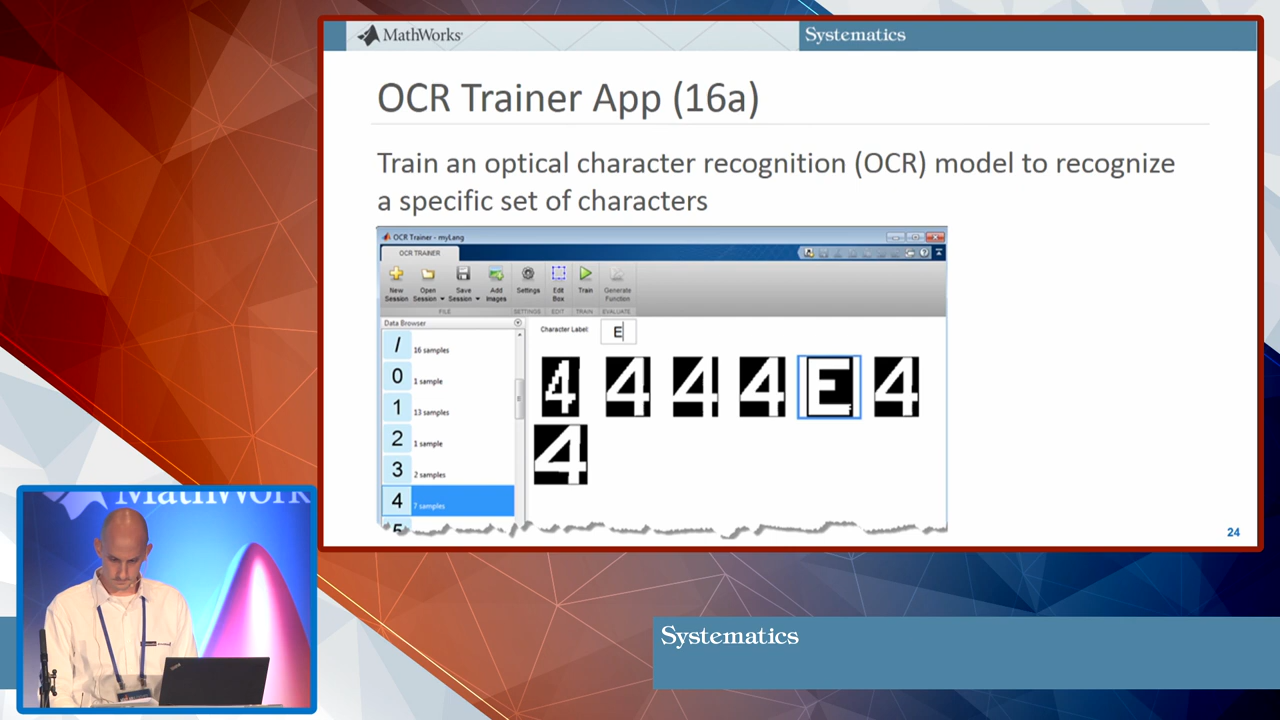 MathWorks®
Systematics
OCR Trainer App (16a)
Train an optical character recognition (OCR) model to recognize
a specific set of characters
OCR Trainer - myLang
OCR TRAINER
New Session
Open Session
Save Session
Add Images
Settings
Edit Box
Train
Generate Function
FILE
SETTINGS
EDIT
TRAIN
EVALUATE
Data Browser
Character Label:
E
/ 16 samples
0 1 sample
1 13 samples
2 1 sample
3 2 samples
4 7 samples
5
4 4 4 4 E 4
4
24
MathWorks
Systematics